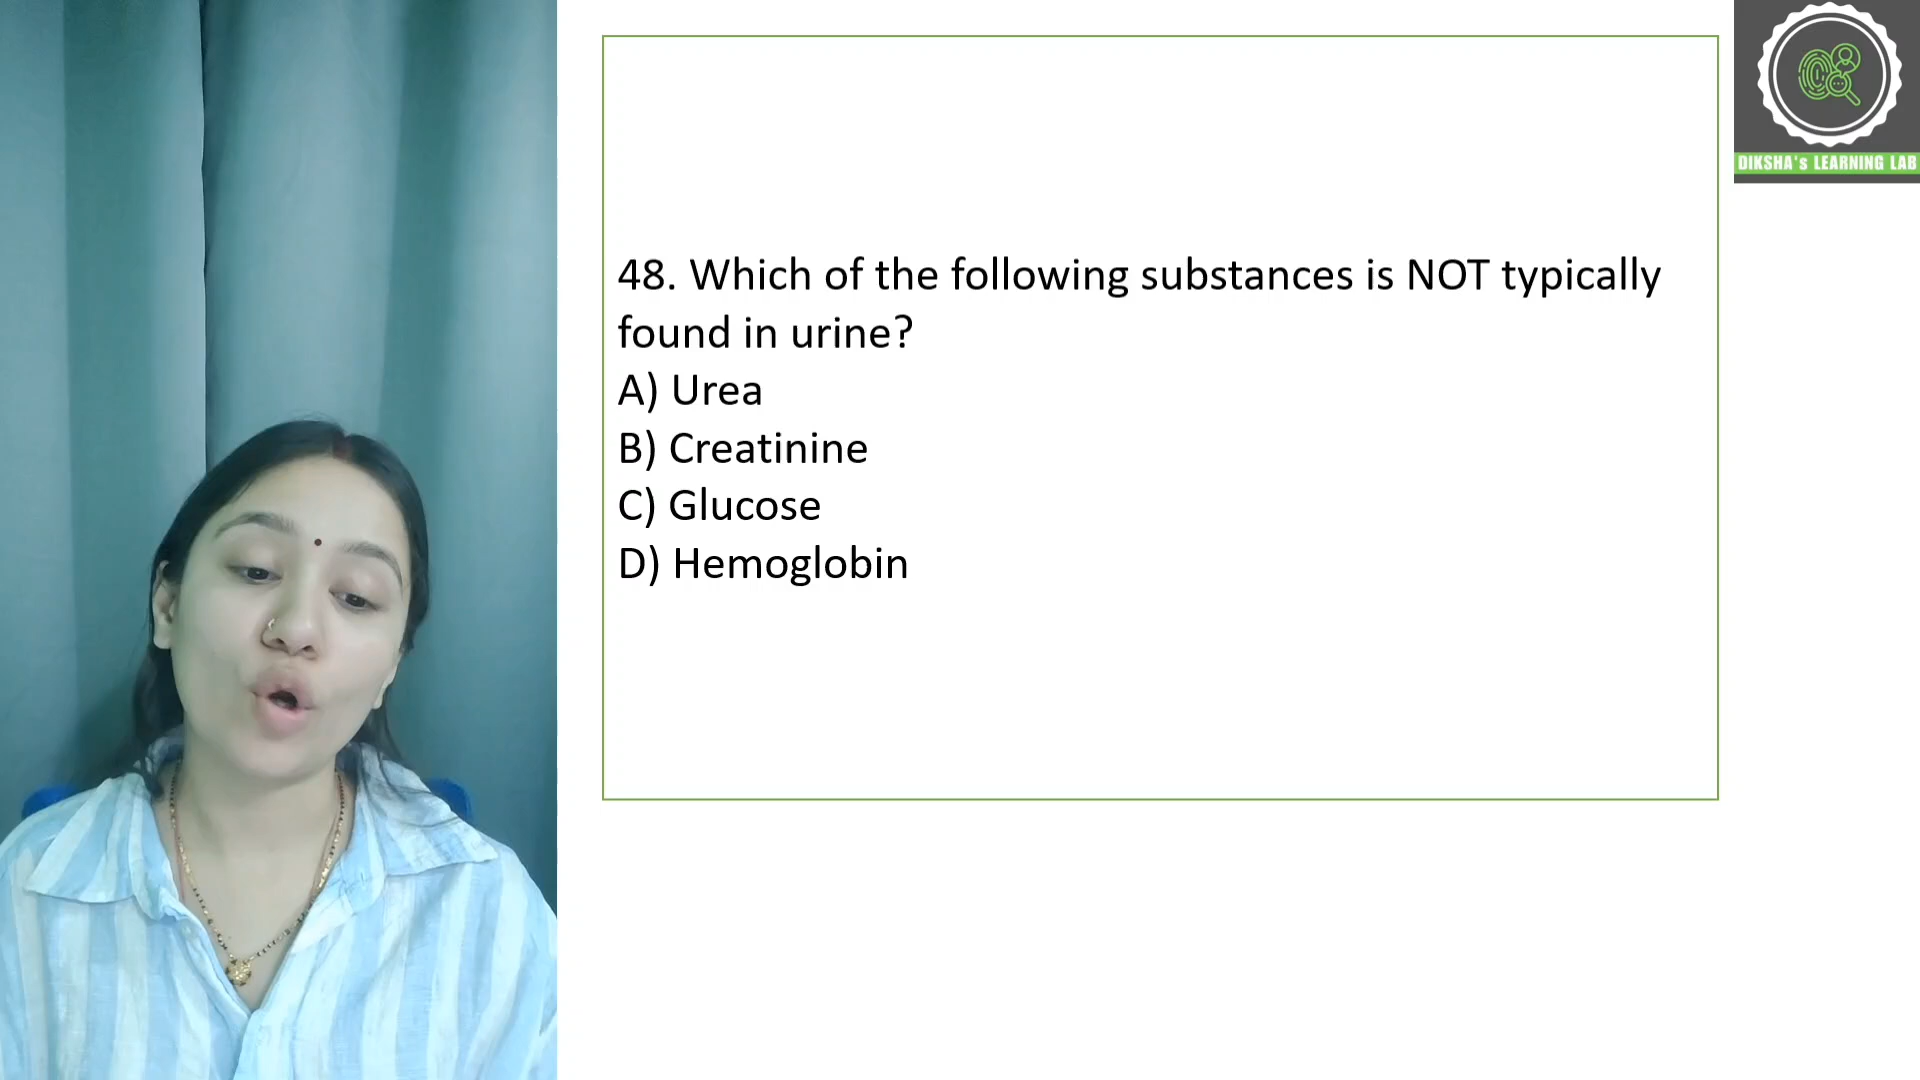 DIKSHA's LEARNING LAB
48. Which of the following substances is NOT typically
found in urine?
A) Urea
B) Creatinine
C) Glucose
D) Hemoglobin